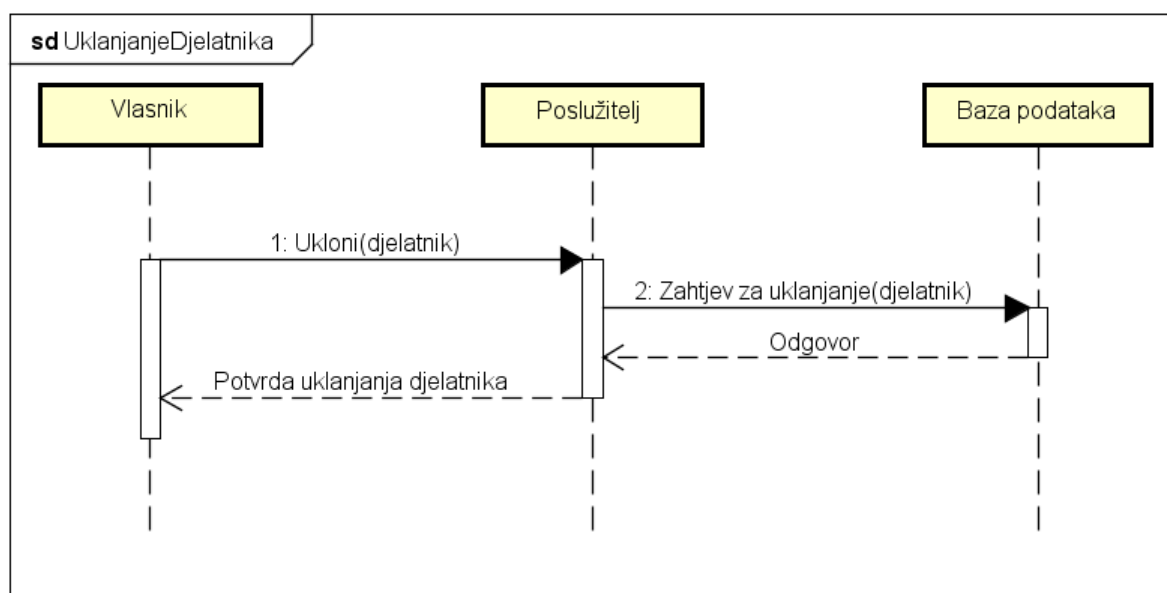 sd UklanjanjeDjelatnika
Vlasnik
Poslužitelj
Baza podataka
1: Ukloni(djelatnik)
2: Zahtjev za uklanjanje(djelatnik)
Odgovor
Potvrda uklanjanja djelatnika